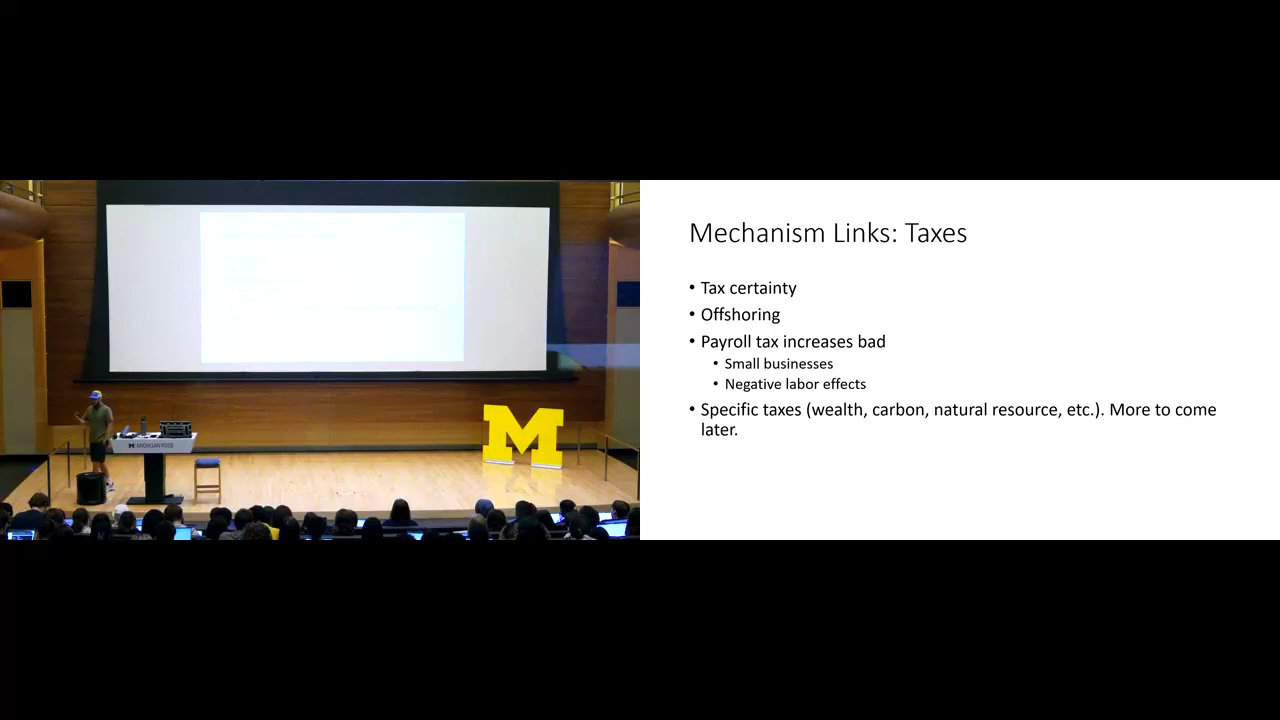 Mechanism Links: Taxes
• Tax certainty
• Offshoring
• Payroll tax increases bad
• Small businesses
• Negative labor effects
• Specific taxes (wealth, carbon, natural resource, etc.). More to come
later.
M MICHIGAN ROSS
M